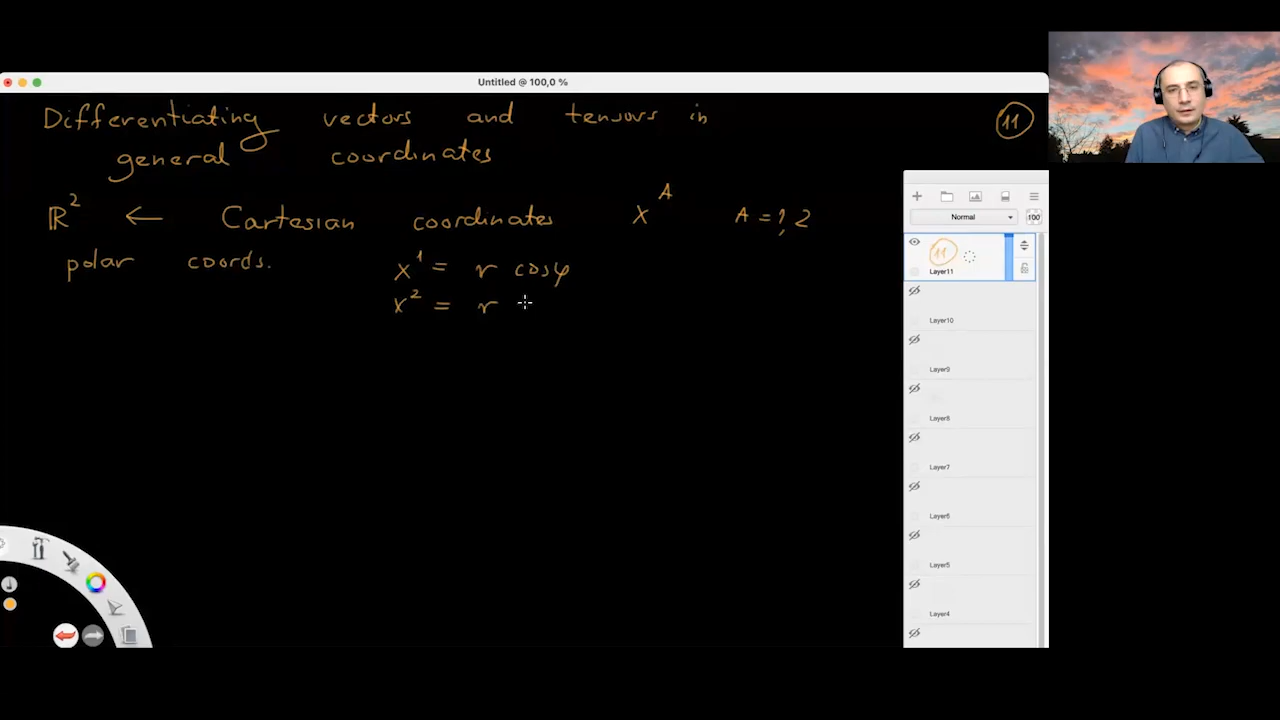 Untitled @ 100,0 %
Differentiating vectors and tensors in
general coordinates
11
ℝ² ← Cartesian coordinates x^A A = 1, 2
polar coords. x¹ = r cosφ
x² = r
Normal
100
11
Layer11
Layer10
Layer9
Layer8
Layer7
Layer6
Layer5
Layer4